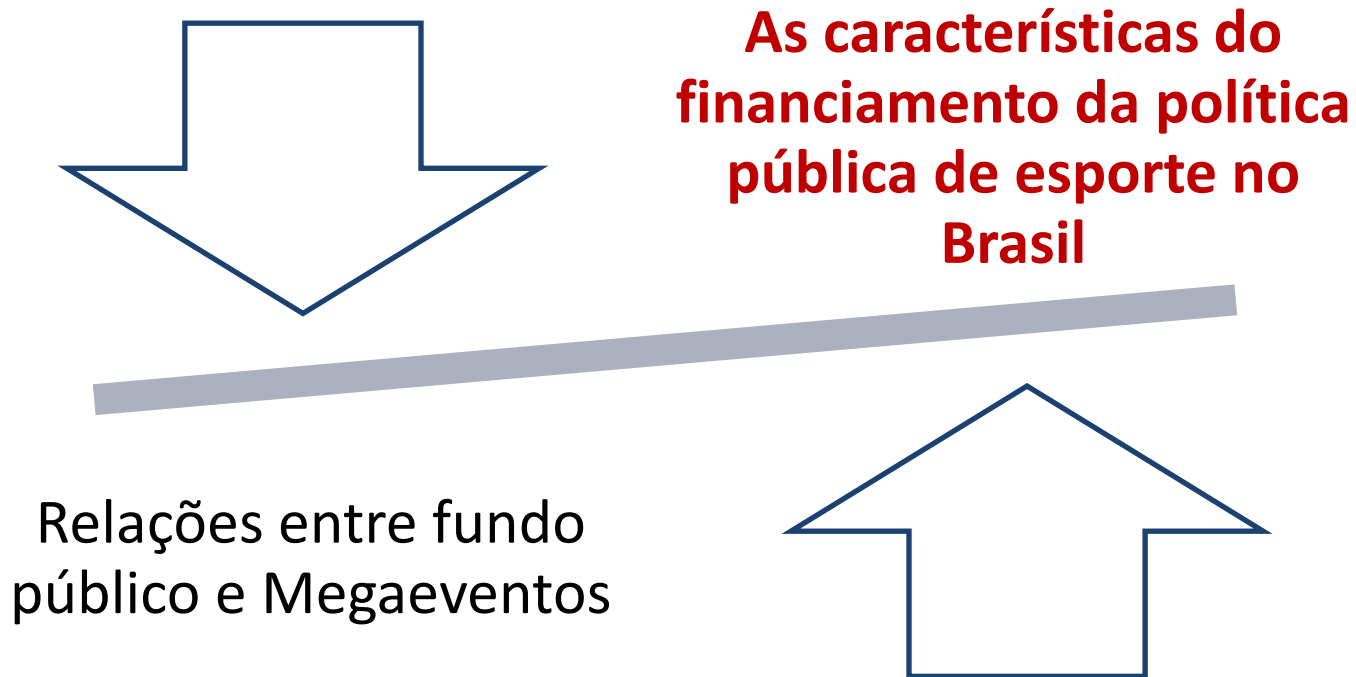 As características do
financiamento da política
pública de esporte no
Brasil
Relações entre fundo
público e Megaeventos